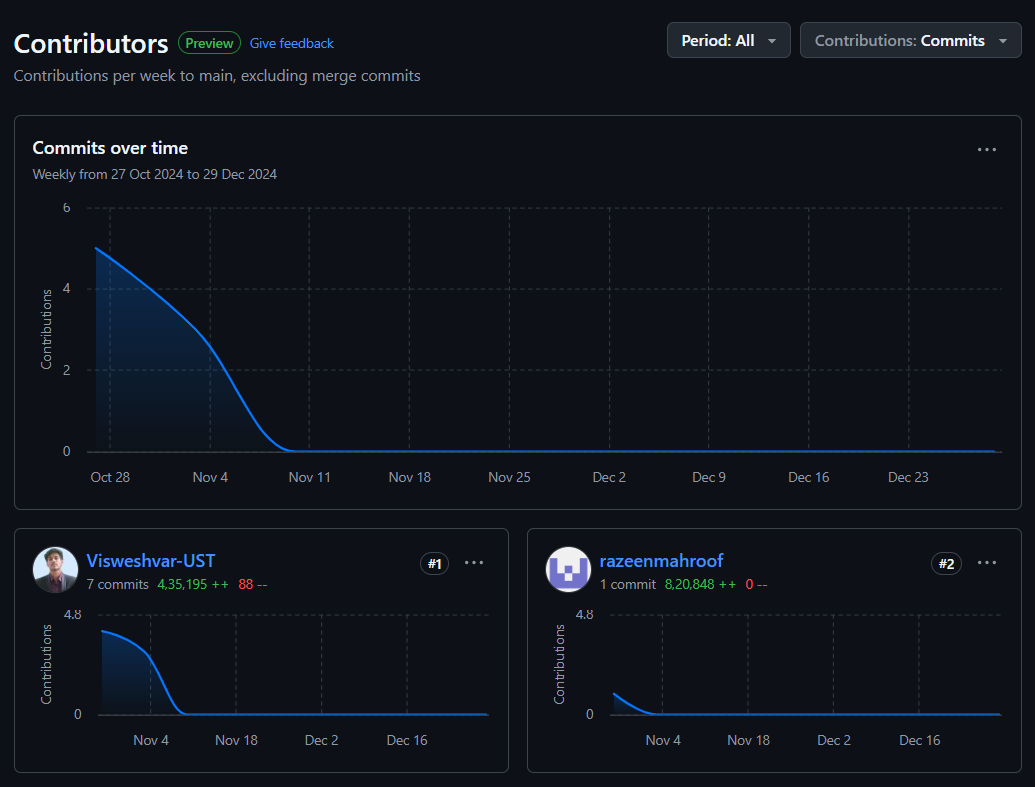 Contributors Preview Give feedback Period: All Contributions: Commits
Contributions per week to main, excluding merge commits
Commits over time
Weekly from 27 Oct 2024 to 29 Dec 2024
Contributions
6
4
2
0
Oct 28 Nov 4 Nov 11 Nov 18 Nov 25 Dec 2 Dec 9 Dec 16 Dec 23
Visweshvar-UST #1
7 commits 4,35,195 ++ 88 --
Contributions
4.8
0
Nov 4 Nov 18 Dec 2 Dec 16
razeenmahroof #2
1 commit 8,20,848 ++ 0 --
Contributions
4.8
0
Nov 4 Nov 18 Dec 2 Dec 16